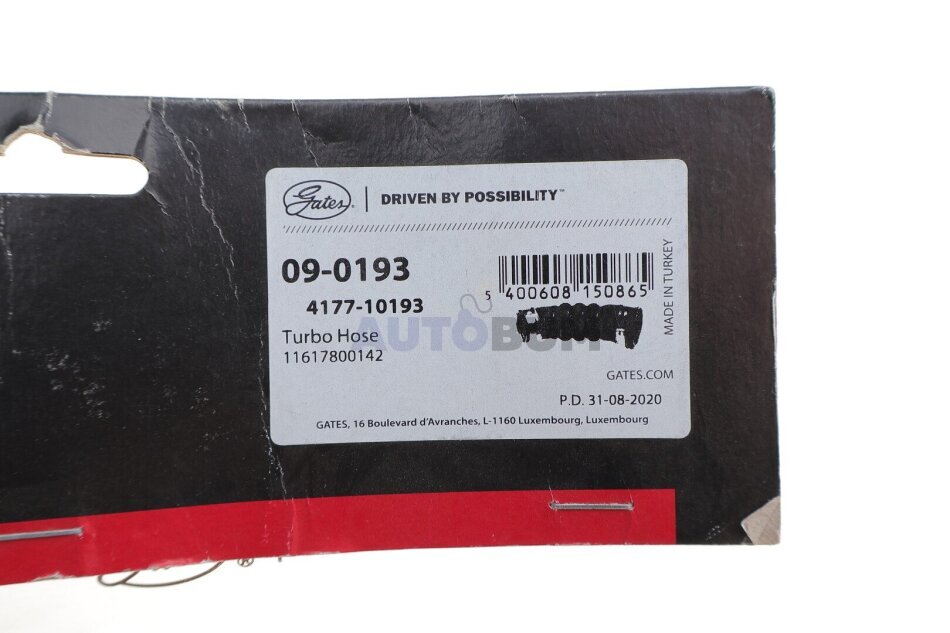 Gates® | DRIVEN BY POSSIBILITY™
09-0193
4177-10193
Turbo Hose
11617800142
5 400608 150865
MADE IN TURKEY
AUTOBOOM
GATES.COM
P.D. 31-08-2020
GATES, 16 Boulevard d'Avranches, L-1160 Luxembourg, Luxembourg
®